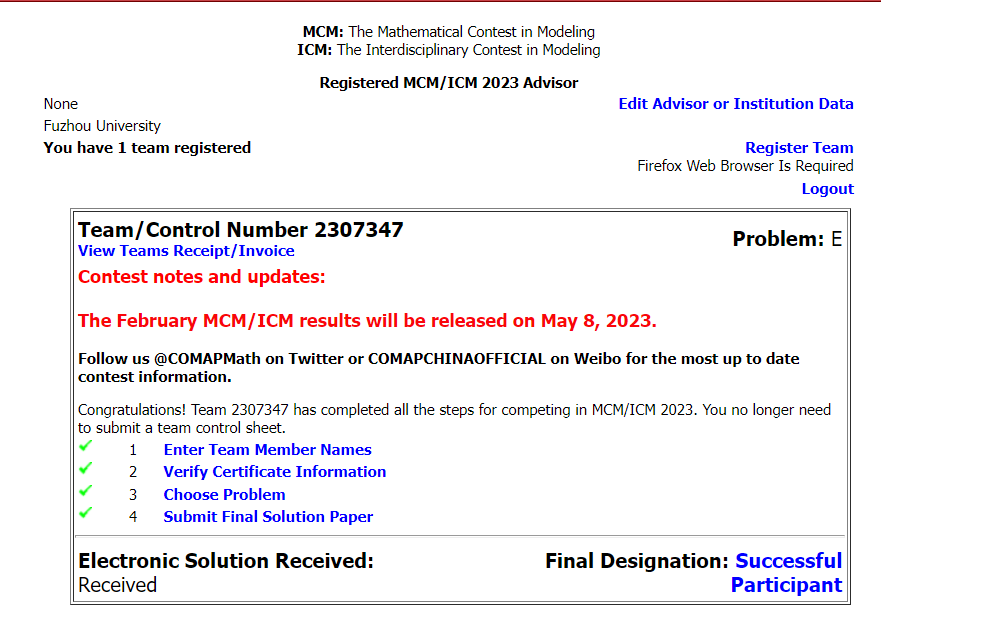 MCM: The Mathematical Contest in Modeling
ICM: The Interdisciplinary Contest in Modeling
Registered MCM/ICM 2023 Advisor
None
Edit Advisor or Institution Data
Fuzhou University
You have 1 team registered
Register Team
Firefox Web Browser Is Required
Logout
Team/Control Number 2307347
Problem: E
View Teams Receipt/Invoice
Contest notes and updates:
The February MCM/ICM results will be released on May 8, 2023.
Follow us @COMAPMath on Twitter or COMAPCHINAOFFICIAL on Weibo for the most up to date
contest information.
Congratulations! Team 2307347 has completed all the steps for competing in MCM/ICM 2023. You no longer need
to submit a team control sheet.
1 Enter Team Member Names
2 Verify Certificate Information
3 Choose Problem
4 Submit Final Solution Paper
Electronic Solution Received:
Received
Final Designation: Successful
Participant